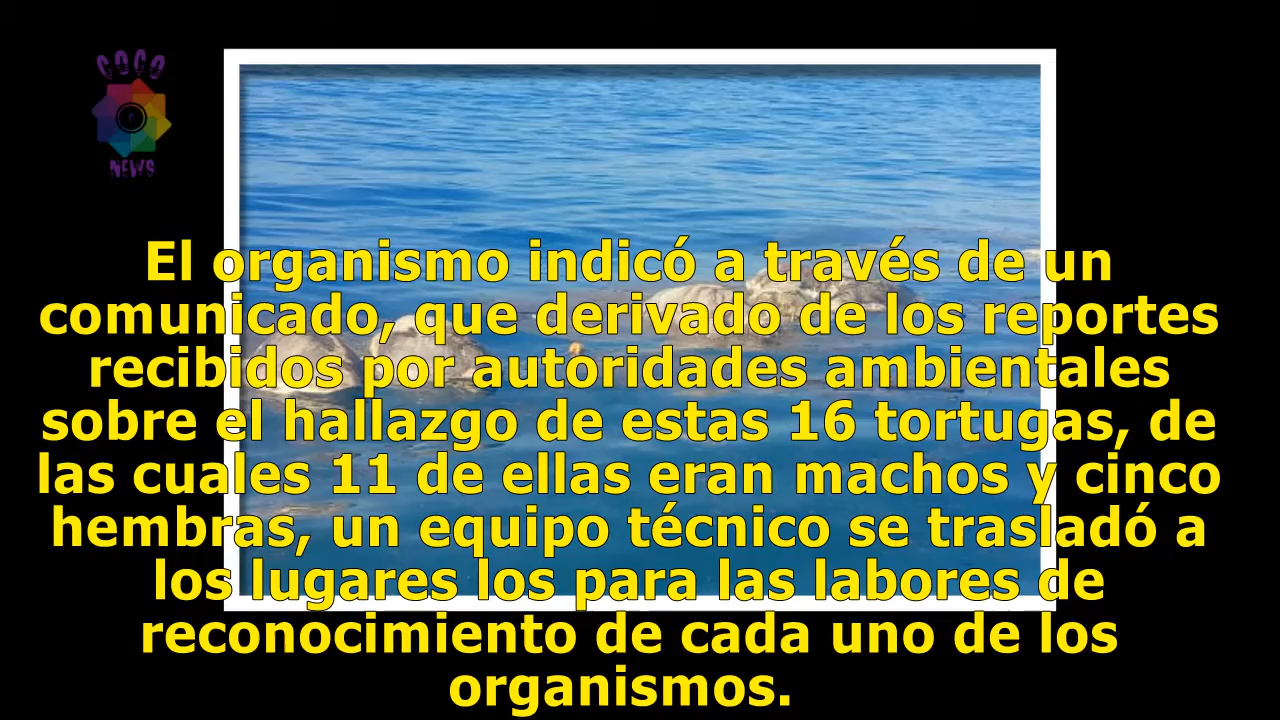 COCO
NEWS
El organismo indicó a través de un
comunicado, que derivado de los reportes
recibidos por autoridades ambientales
sobre el hallazgo de estas 16 tortugas, de
las cuales 11 de ellas eran machos y cinco
hembras, un equipo técnico se trasladó a
los lugares los para las labores de
reconocimiento de cada uno de los
organismos.